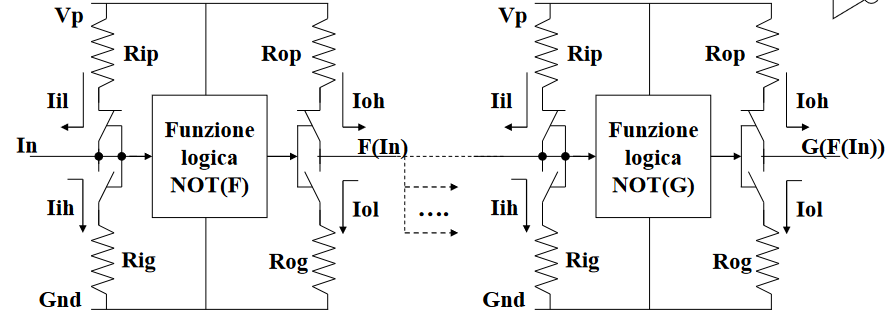 Vp
Rip
Rop
Iil
Ioh
In
Funzione
logica
NOT(F)
F(In)
Iih
Iol
....
Rig
Rog
Gnd
Vp
Rip
Rop
Iil
Ioh
Funzione
logica
NOT(G)
G(F(In))
Iih
Iol
Rig
Rog
Gnd